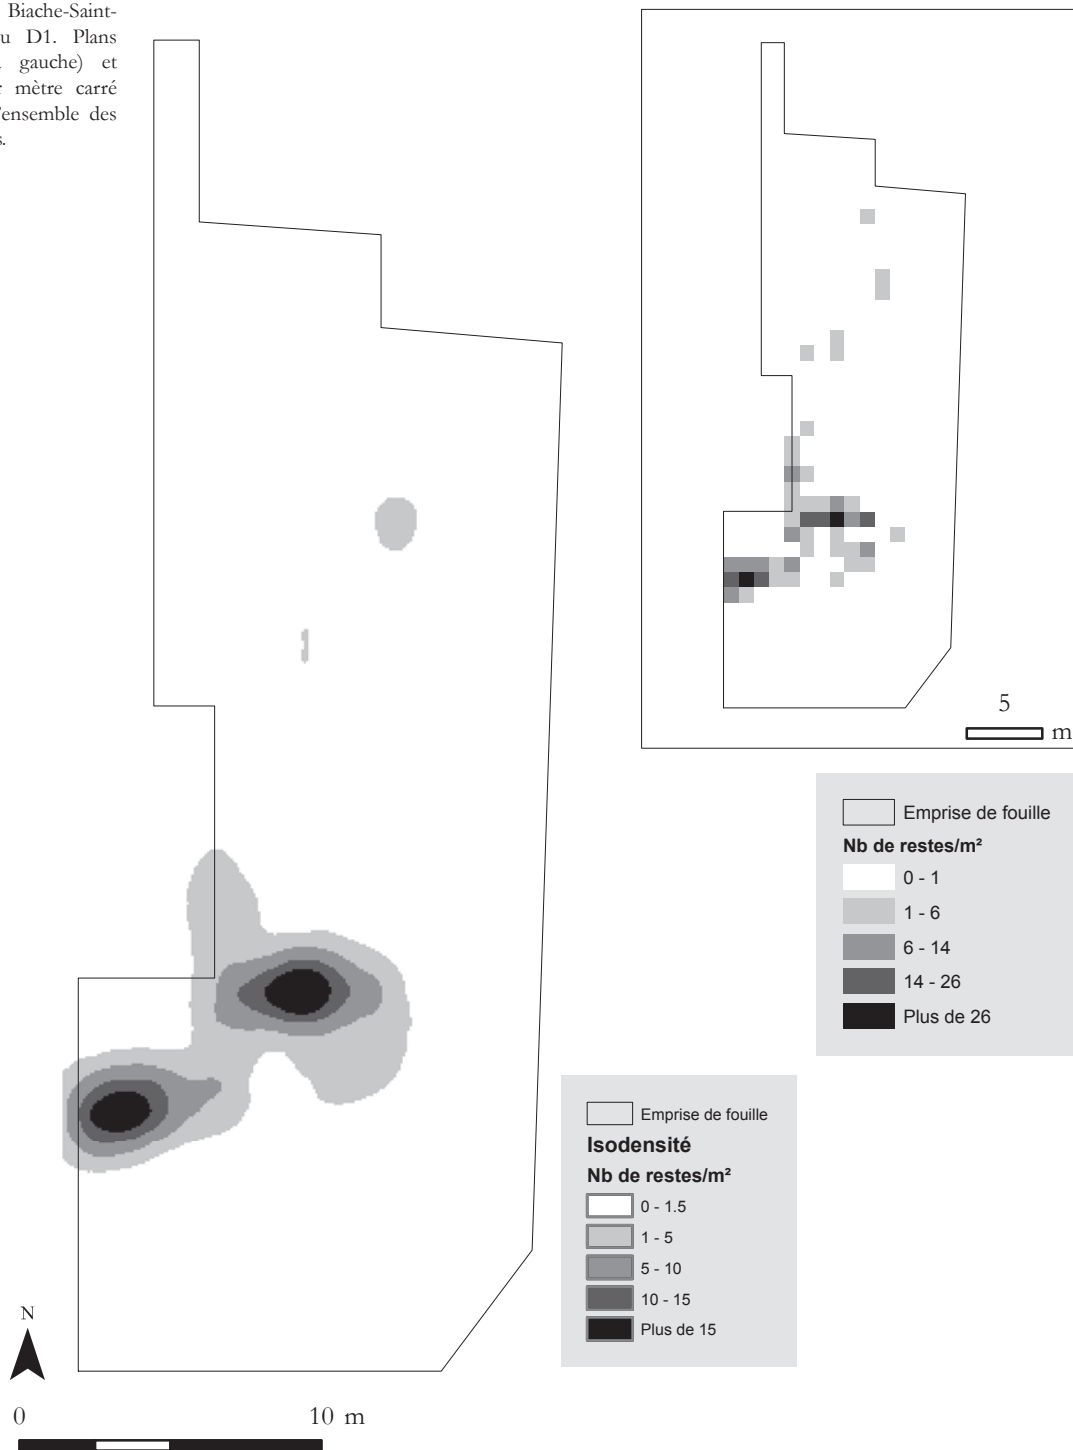 Biache-Saint-
u D1. Plans
gauche) et
mètre carré
'ensemble des
s.
5
m
Emprise de fouille
Nb de restes/m²
0 - 1
1 - 6
6 - 14
14 - 26
Plus de 26
Emprise de fouille
Isodensité
Nb de restes/m²
0 - 1.5
1 - 5
5 - 10
10 - 15
Plus de 15
N
0 10 m